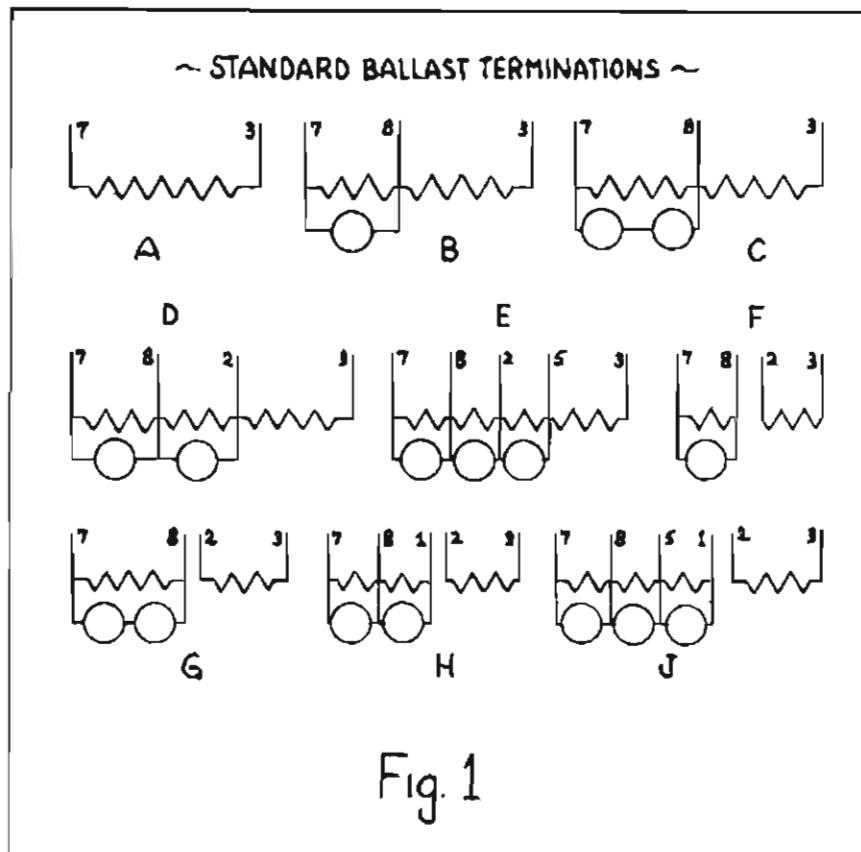 ~ STANDARD BALLAST TERMINATIONS ~
7 3 7 8 3 7 8 3
A B C
D E F
7 8 2 3 7 8 2 5 3 7 8 2 3
7 8 2 3 7 8 1 2 3 7 8 5 1 2 3
G H J
Fig. 1